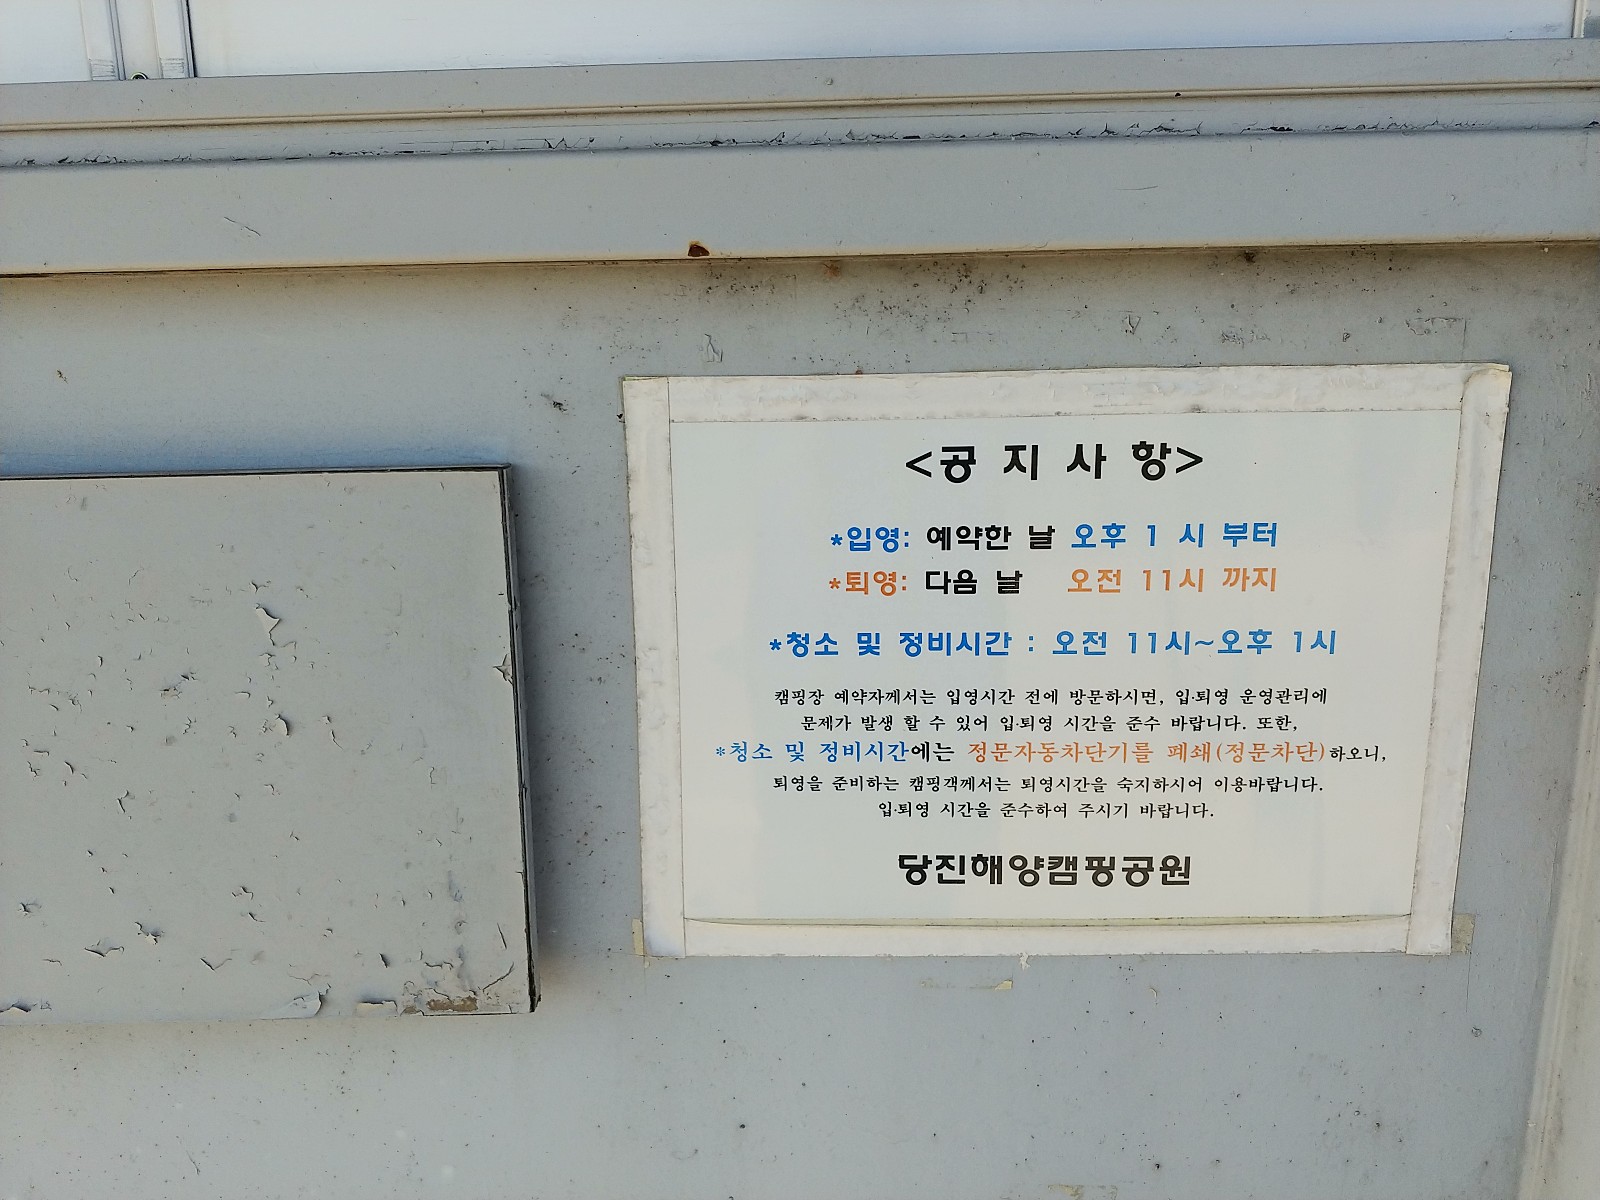 <공 지 사 항>
*입영: 예약한 날 오후 1 시 부터
*퇴영: 다음 날 오전 11시 까지
*청소 및 정비시간 : 오전 11시~오후 1시
캠핑장 예약자께서는 입영시간 전에 방문하시면, 입·퇴영 운영관리에
문제가 발생 할 수 있어 입·퇴영 시간을 준수 바랍니다. 또한,
*청소 및 정비시간에는 정문자동차단기를 폐쇄(정문차단)하오니,
퇴영을 준비하는 캠핑객께서는 퇴영시간을 숙지하시어 이용바랍니다.
입·퇴영 시간을 준수하여 주시기 바랍니다.
당진해양캠핑공원